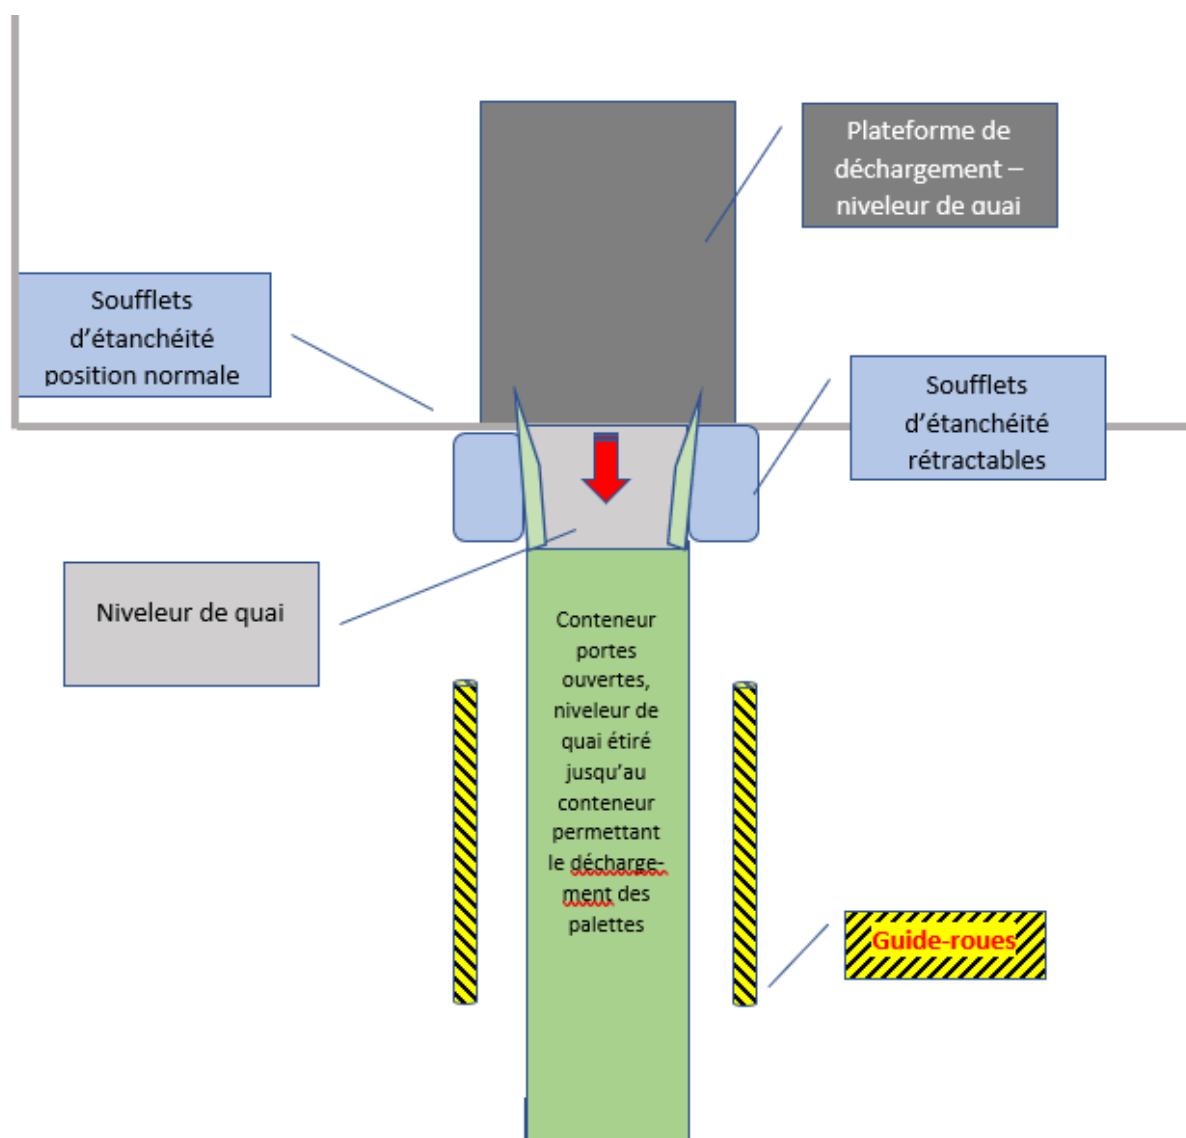 Plateforme de
déchargement –
niveleur de quai
Soufflets
d’étanchéité
position normale
Soufflets
d’étanchéité
rétractables
Niveleur de quai
Conteneur
portes
ouvertes,
niveleur de
quai étiré
jusqu’au
conteneur
permettant
le décharge-
ment des
palettes
Guide-roues